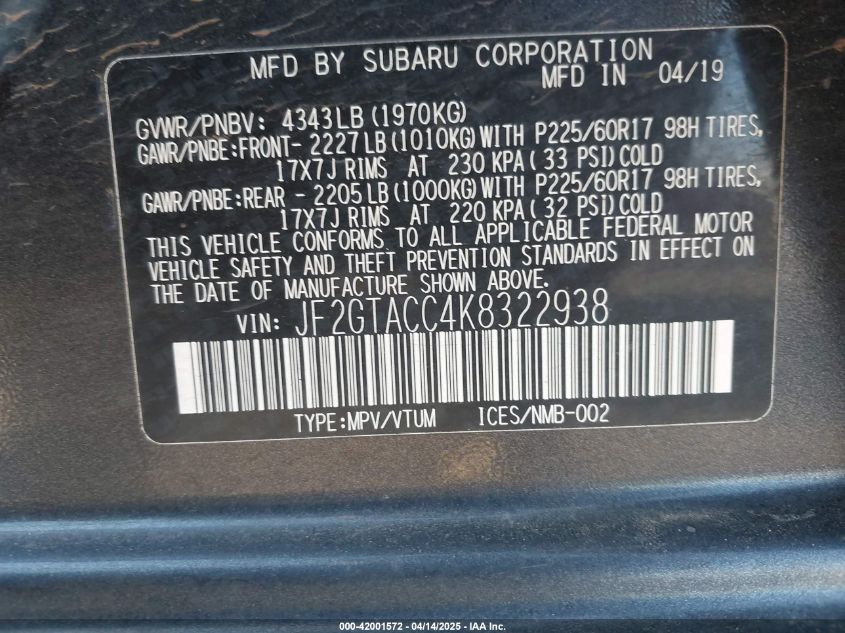 MFD BY SUBARU CORPORATION
MFD IN 04/19
GVWR/PNBV: 4343LB(1970KG)
GAWR/PNBE:FRONT- 2227LB(1010KG)WITH P225/60R17 98H TIRES,
17X7J RIMS AT 230 KPA( 33 PSI)COLD
GAWR/PNBE:REAR - 2205LB(1000KG)WITH P225/60R17 98H TIRES,
17X7J RIMS AT 220 KPA( 32 PSI)COLD
THIS VEHICLE CONFORMS TO ALL APPLICABLE FEDERAL MOTOR
VEHICLE SAFETY AND THEFT PREVENTION STANDARDS IN EFFECT ON
THE DATE OF MANUFACTURE SHOWN ABOVE.
VIN: JF2GTACC4K8322938
TYPE:MPV/VTUM ICES/NMB-002
000-42001572 - 04/14/2025 - IAA Inc.